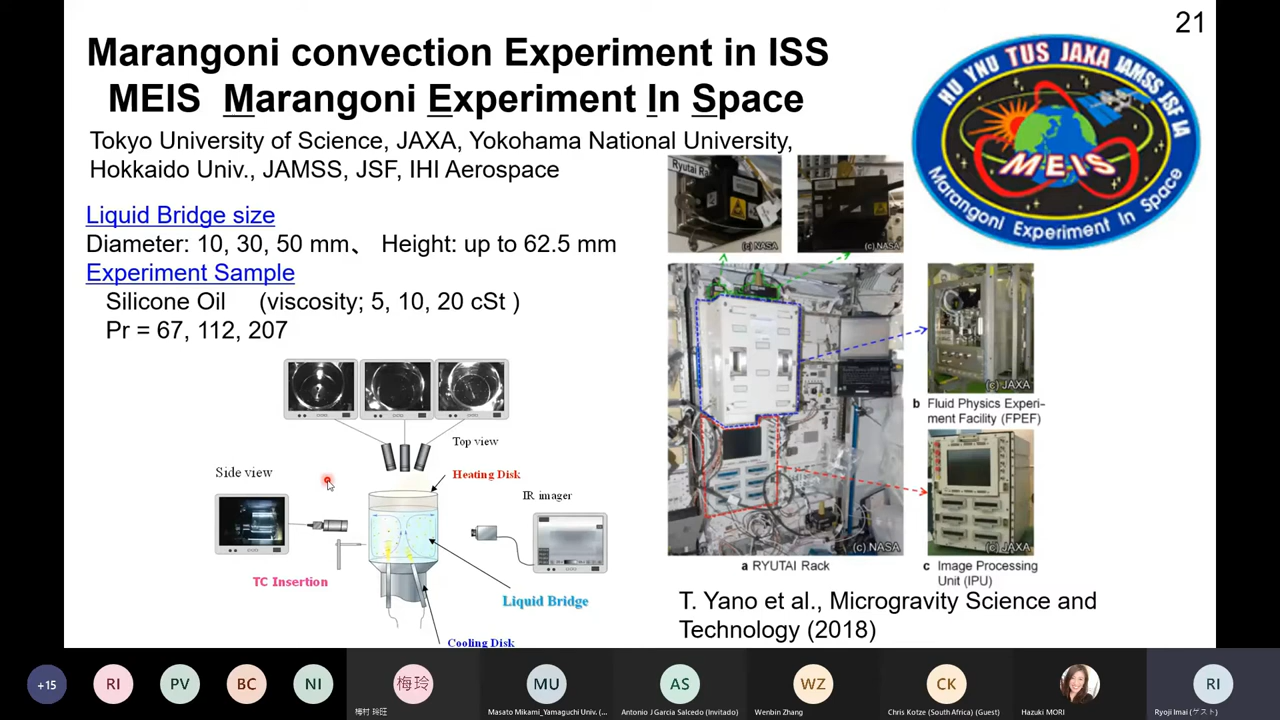 21
Marangoni convection Experiment in ISS
MEIS Marangoni Experiment In Space
Tokyo University of Science, JAXA, Yokohama National University,
Hokkaido Univ., JAMSS, JSF, IHI Aerospace
HU YNU TUS JAXA JAMSS JSF IA
MEIS
Marangoni Experiment In Space
Liquid Bridge size
Diameter: 10, 30, 50 mm、 Height: up to 62.5 mm
Experiment Sample
Silicone Oil (viscosity; 5, 10, 20 cSt )
Pr = 67, 112, 207
Top view
Side view
Heating Disk
IR imager
TC Insertion
Liquid Bridge
Cooling Disk
Ryutai Ra
(c) NASA
(c) NASA
(c) NASA
a RYUTAI Rack
(c) JAXA
b Fluid Physics Experi-
ment Facility (FPEF)
(c) JAXA
c Image Processing
Unit (IPU)
T. Yano et al., Microgravity Science and
Technology (2018)
+15
RI
PV
BC
NI
梅玲
梅村 玲旺
MU
Masato Mikami_Yamaguchi Univ. (...
AS
Antonio J Garcia Salcedo (Invitado)
WZ
Wenbin Zhang
CK
Chris Kotze (South Africa) (Guest)
Hazuki MORI
RI
Ryoji Imai (ゲスト)